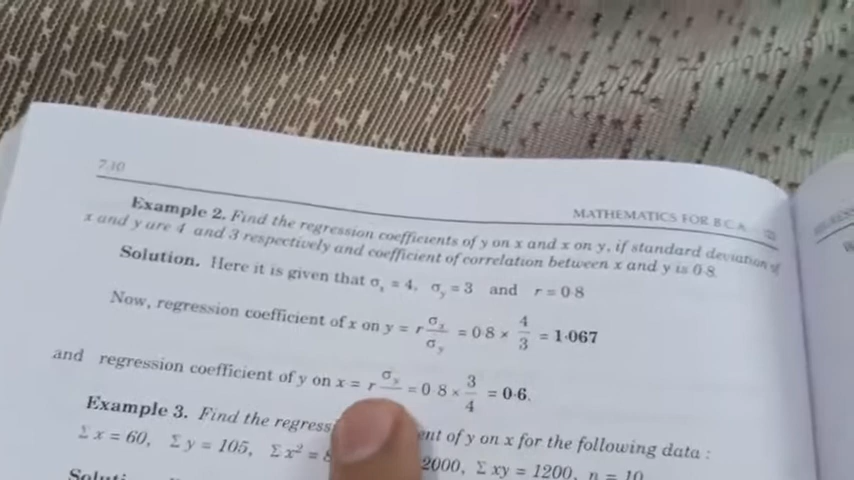 7.10
MATHEMATICS FOR B.C.A.
Example 2. Find the regression coefficients of y on x and x on y, if standard deviation of
x and y are 4 and 3 respectively and coefficient of correlation between x and y is 0·8.
Solution. Here it is given that σx = 4, σy = 3 and r = 0·8
Now, regression coefficient of x on y = r σx/σy = 0·8 × 4/3 = 1·067
and regression coefficient of y on x = r σy = 0·8 × 3/4 = 0·6.
Example 3. Find the regress ent of y on x for the following data :
Σx = 60, Σy = 105, Σx² = 2000, Σxy = 1200, n = 10